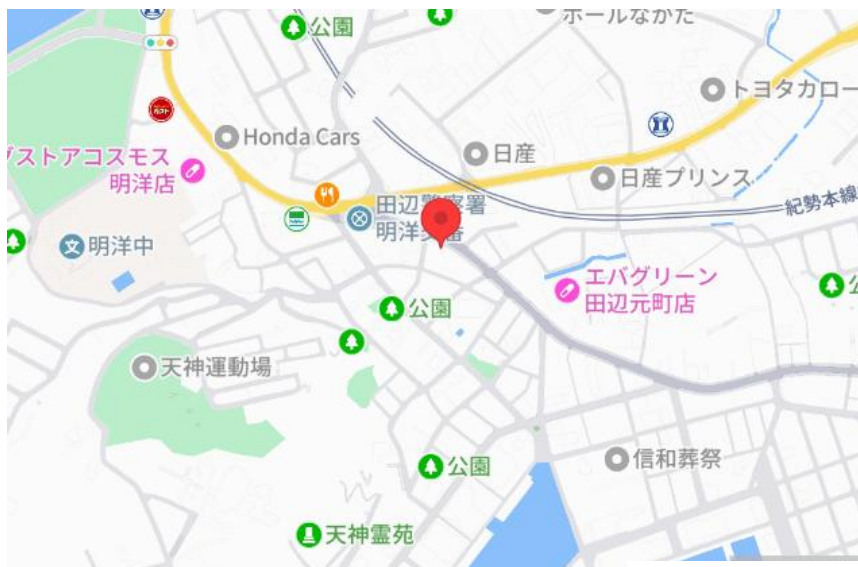 ホールなかた
公園
トヨタカロー
Honda Cars
日産
グストアコスモス
明洋店
日産プリンス
田辺警察署
明洋交番
紀勢本線
文
明洋中
エバグリーン
田辺元町店
公園
天神運動場
公園
信和葬祭
天神霊苑